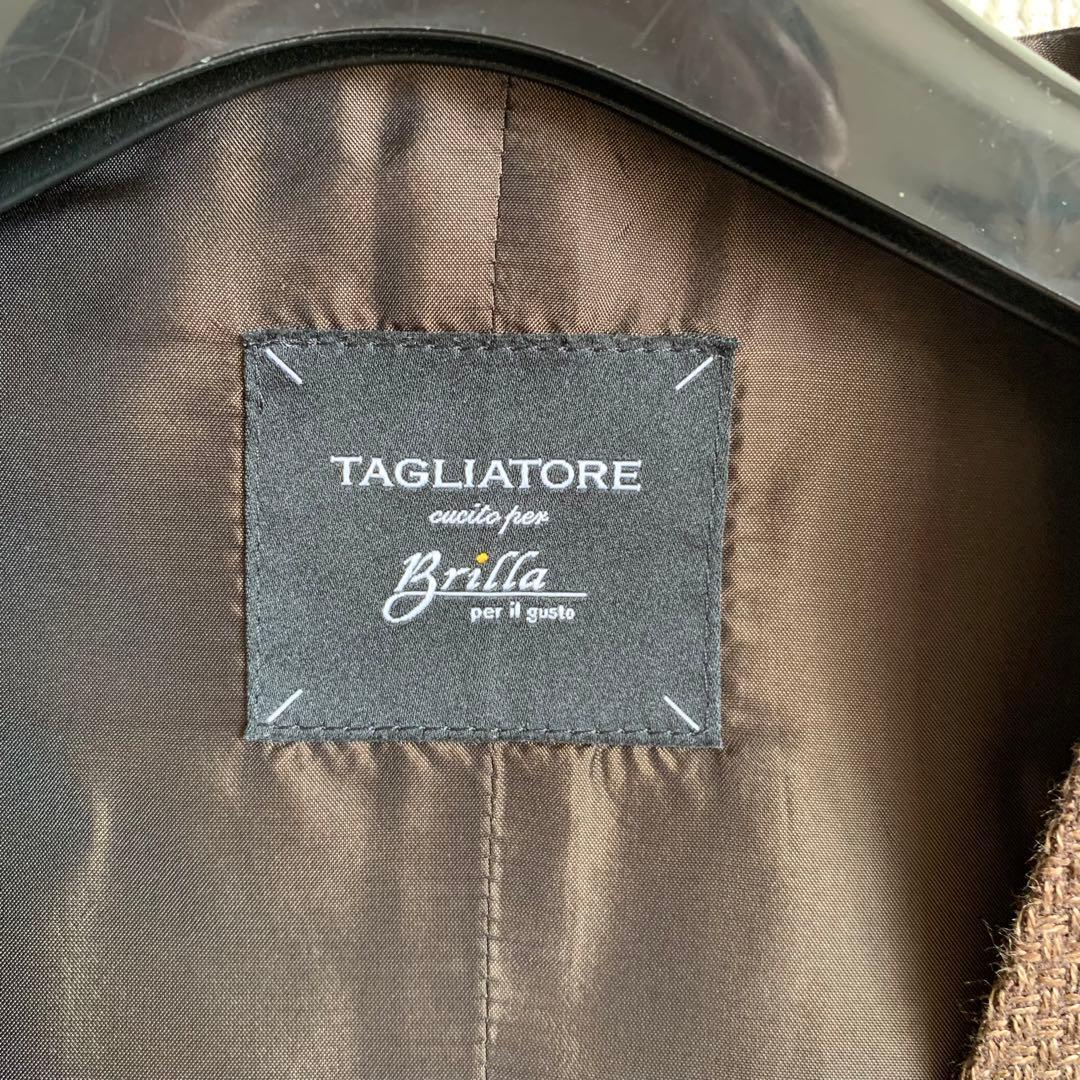 TAGLIATORE
cucito per
Brilla
per il gusto